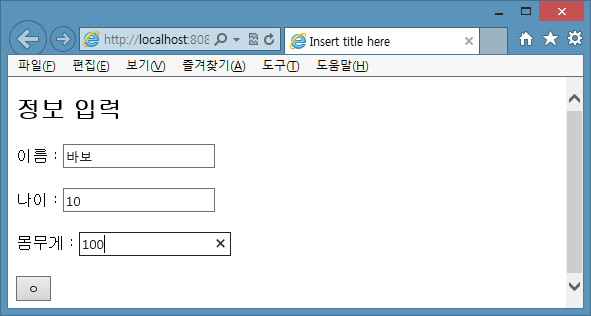 http://localhost:808
Insert title here
파일(F) 편집(E) 보기(V) 즐겨찾기(A) 도구(T) 도움말(H)
정보 입력
이름 : 바보
나이 : 10
몸무게 : 100
ㅇ